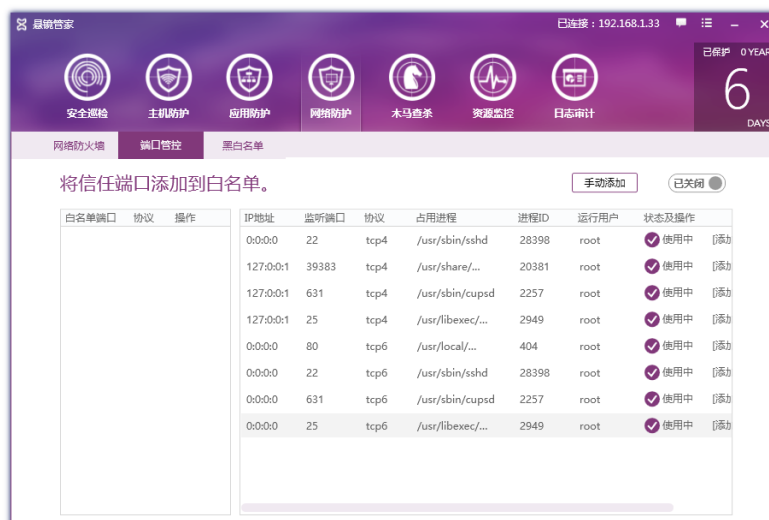 悬镜管家 已连接：192.168.1.33
已保护 0 YEAR
6
DAYS
安全巡检 主机防护 应用防护 网络防护 木马查杀 资源监控 日志审计
网络防火墙 端口管控 黑白名单
将信任端口添加到白名单。 手动添加 已关闭
白名单端口 协议 操作 IP地址 监听端口 协议 占用进程 进程ID 运行用户 状态及操作
0:0:0:0 22 tcp4 /usr/sbin/sshd 28398 root 使用中 [添加
127:0:0:1 39383 tcp4 /usr/share/... 20381 root 使用中 [添加
127:0:0:1 631 tcp4 /usr/sbin/cupsd 2257 root 使用中 [添加
127:0:0:1 25 tcp4 /usr/libexec/... 2949 root 使用中 [添加
0:0:0:0 80 tcp6 /usr/local/... 404 root 使用中 [添加
0:0:0:0 22 tcp6 /usr/sbin/sshd 28398 root 使用中 [添加
0:0:0:0 631 tcp6 /usr/sbin/cupsd 2257 root 使用中 [添加
0:0:0:0 25 tcp6 /usr/libexec/... 2949 root 使用中 [添加